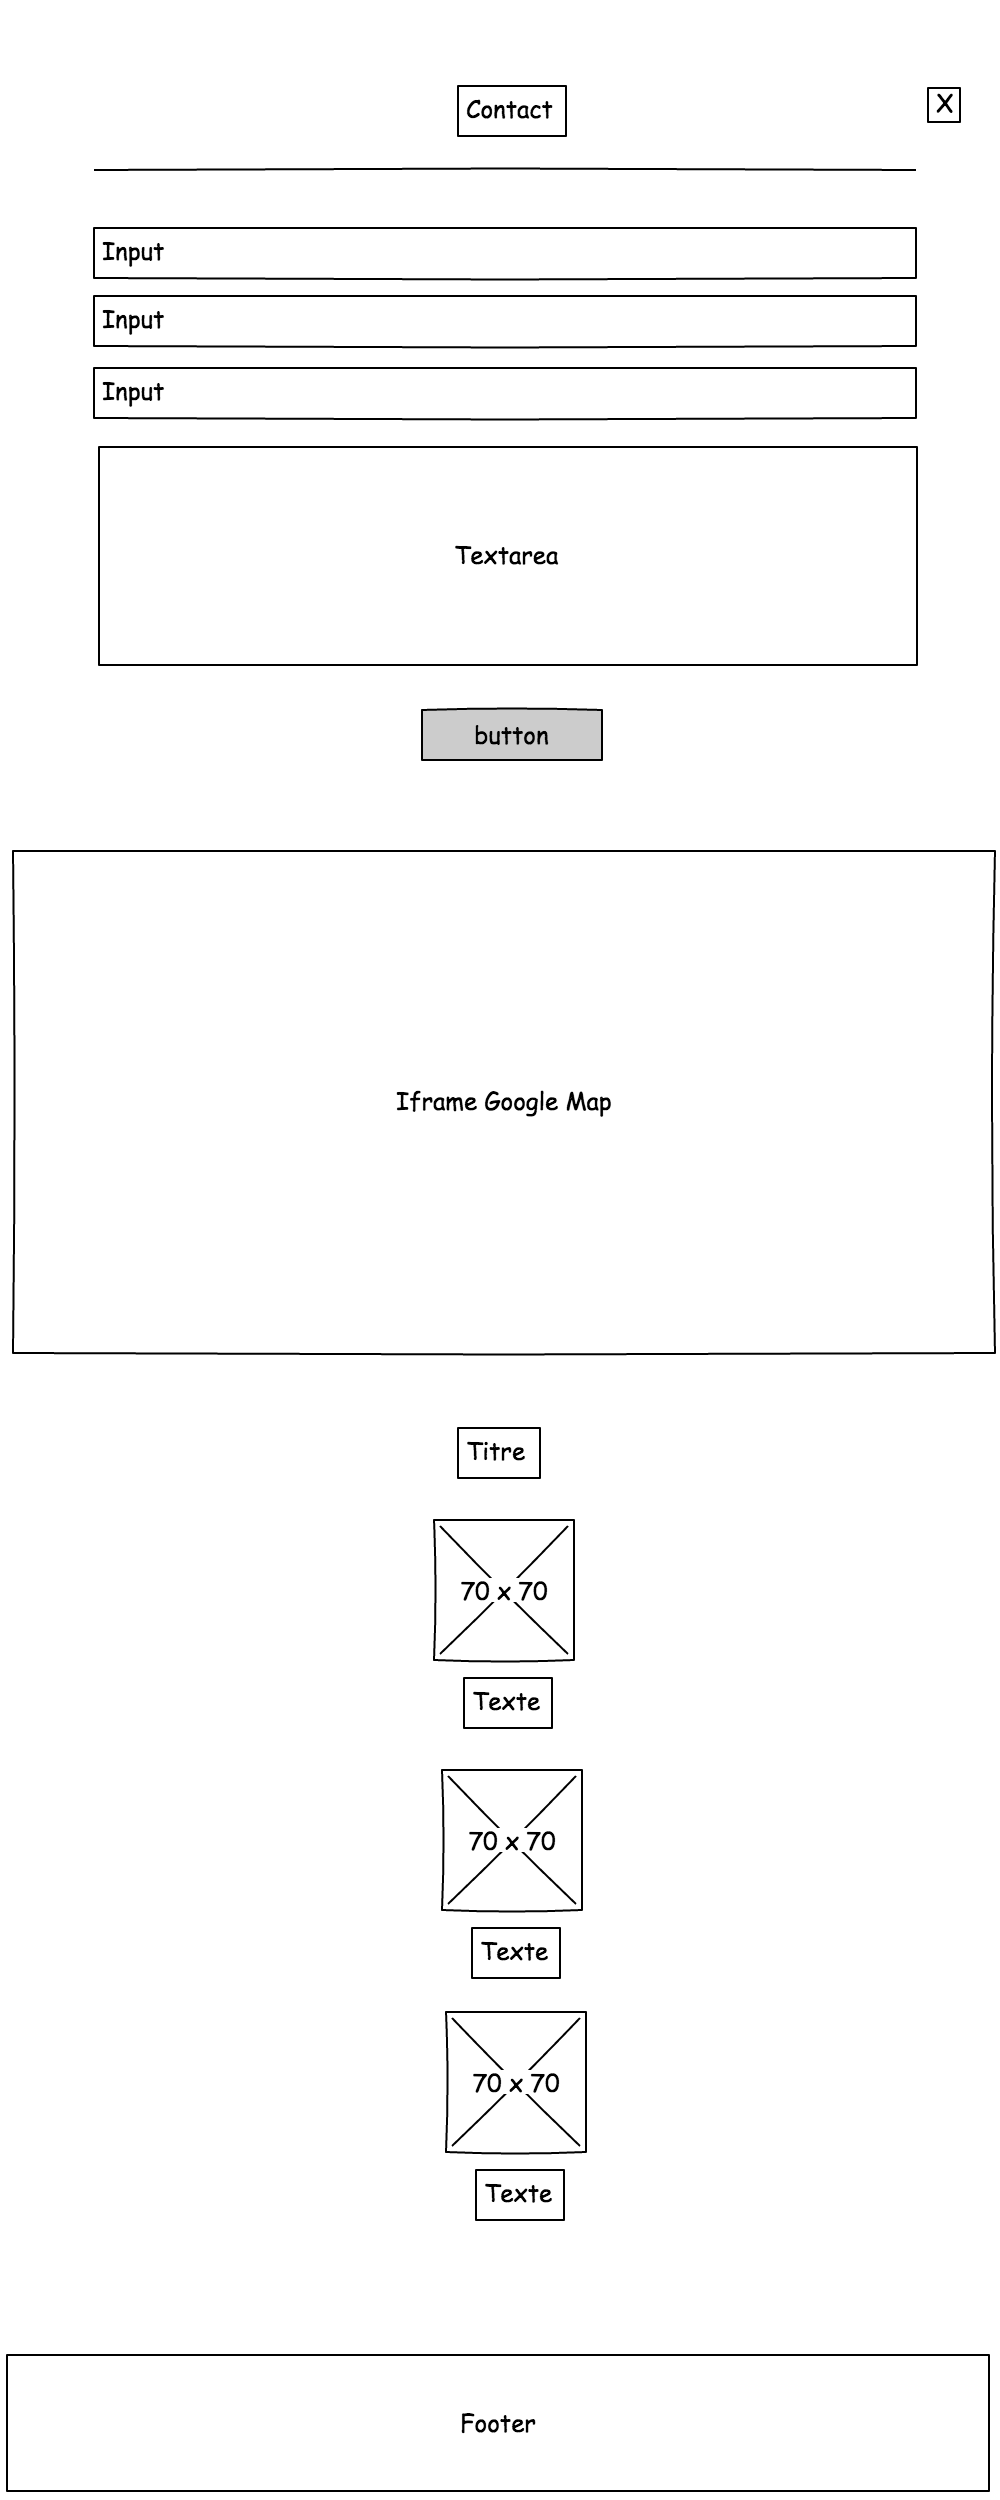 Contact
X
Input
Input
Input
Textarea
button
Iframe Google Map
Titre
70 x 70
Texte
70 x 70
Texte
70 x 70
Texte
Footer